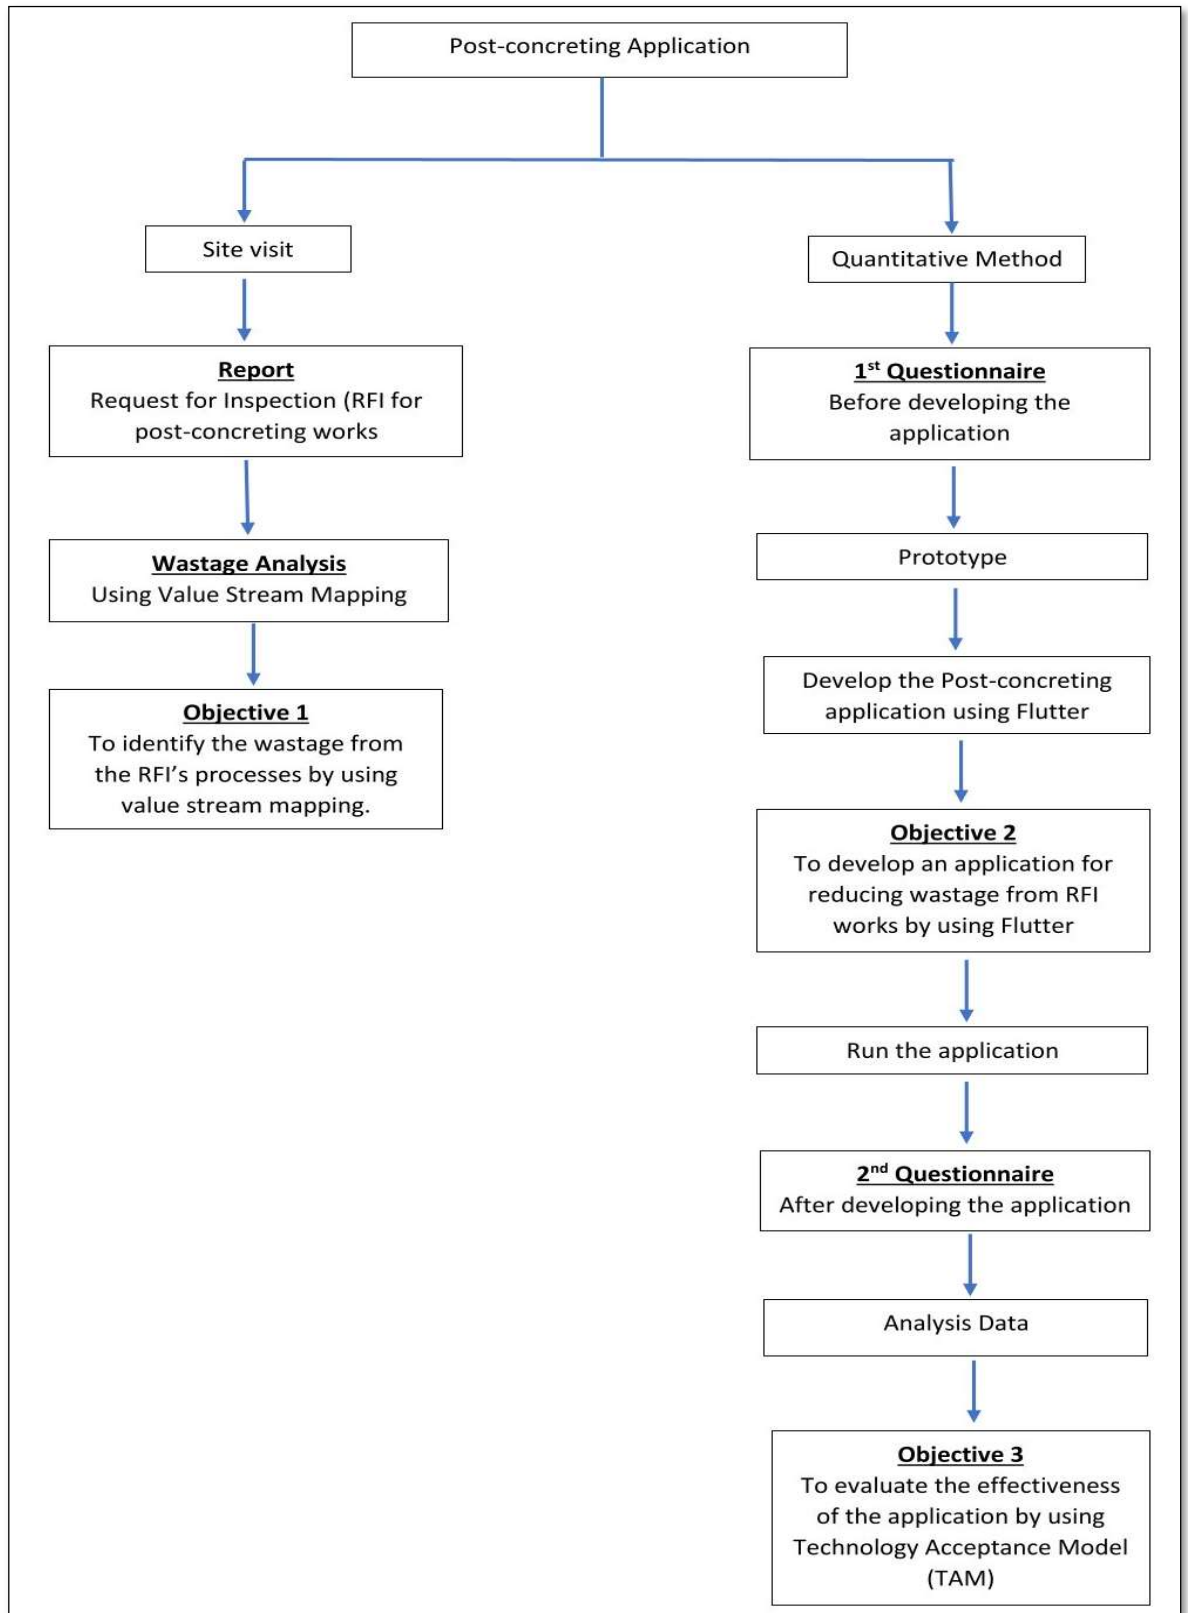 Post-concreting Application
Site visit
Report
Request for Inspection (RFI for
post-concreting works
Wastage Analysis
Using Value Stream Mapping
Objective 1
To identify the wastage from
the RFI’s processes by using
value stream mapping.
Quantitative Method
1st Questionnaire
Before developing the
application
Prototype
Develop the Post-concreting
application using Flutter
Objective 2
To develop an application for
reducing wastage from RFI
works by using Flutter
Run the application
2nd Questionnaire
After developing the application
Analysis Data
Objective 3
To evaluate the effectiveness
of the application by using
Technology Acceptance Model
(TAM)